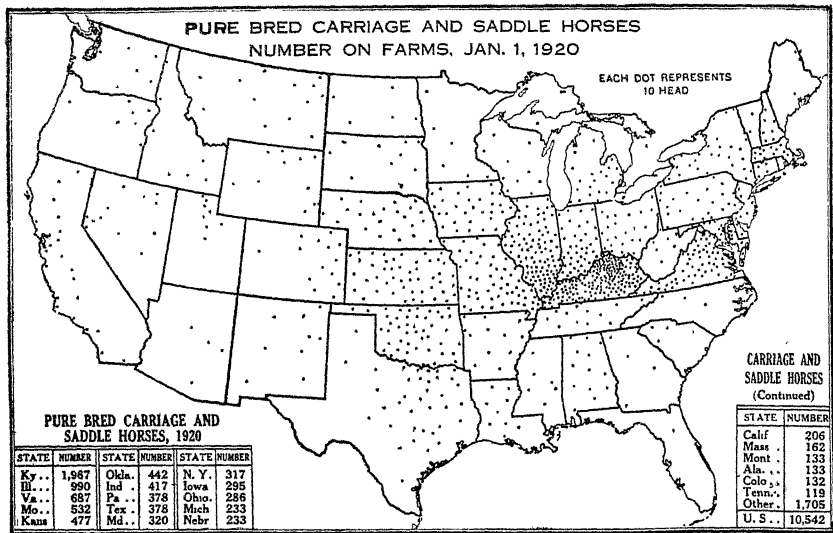 PURE BRED CARRIAGE AND SADDLE HORSES
NUMBER ON FARMS, JAN. 1, 1920
EACH DOT REPRESENTS
10 HEAD
PURE BRED CARRIAGE AND
SADDLE HORSES, 1920
STATE NUMBER STATE NUMBER STATE NUMBER
Ky.. 1,967 Okla. 442 N. Y. 317
Ill... 990 Ind . 417 Iowa 295
Va... 687 Pa .. 378 Ohio. 286
Mo... 532 Tex . 378 Mich 233
Kans 477 Md.. 320 Nebr 233
CARRIAGE AND
SADDLE HORSES
(Continued)
STATE NUMBER
Calif 206
Mass . 162
Mont . 133
Ala... 133
Colo .. 132
Tenn.. 119
Other . 1,705
U. S.. 10,542